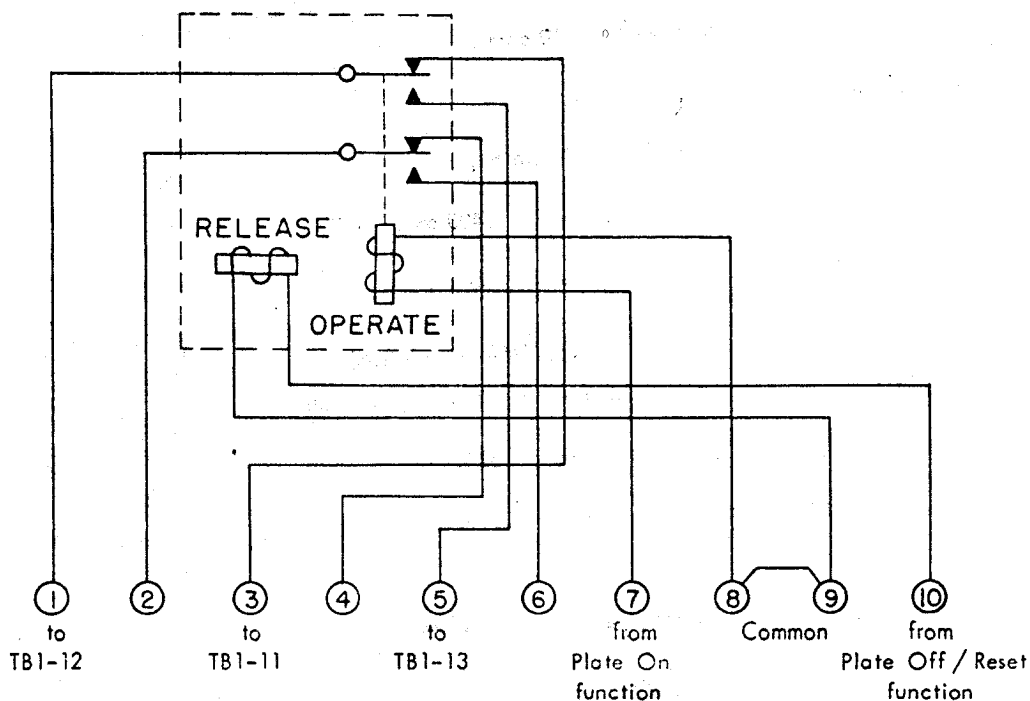 RELEASE
OPERATE
1 2 3 4 5 6 7 8 9 10
to to to from Common from
TB1-12 TB1-11 TB1-13 Plate On Plate Off / Reset
function function